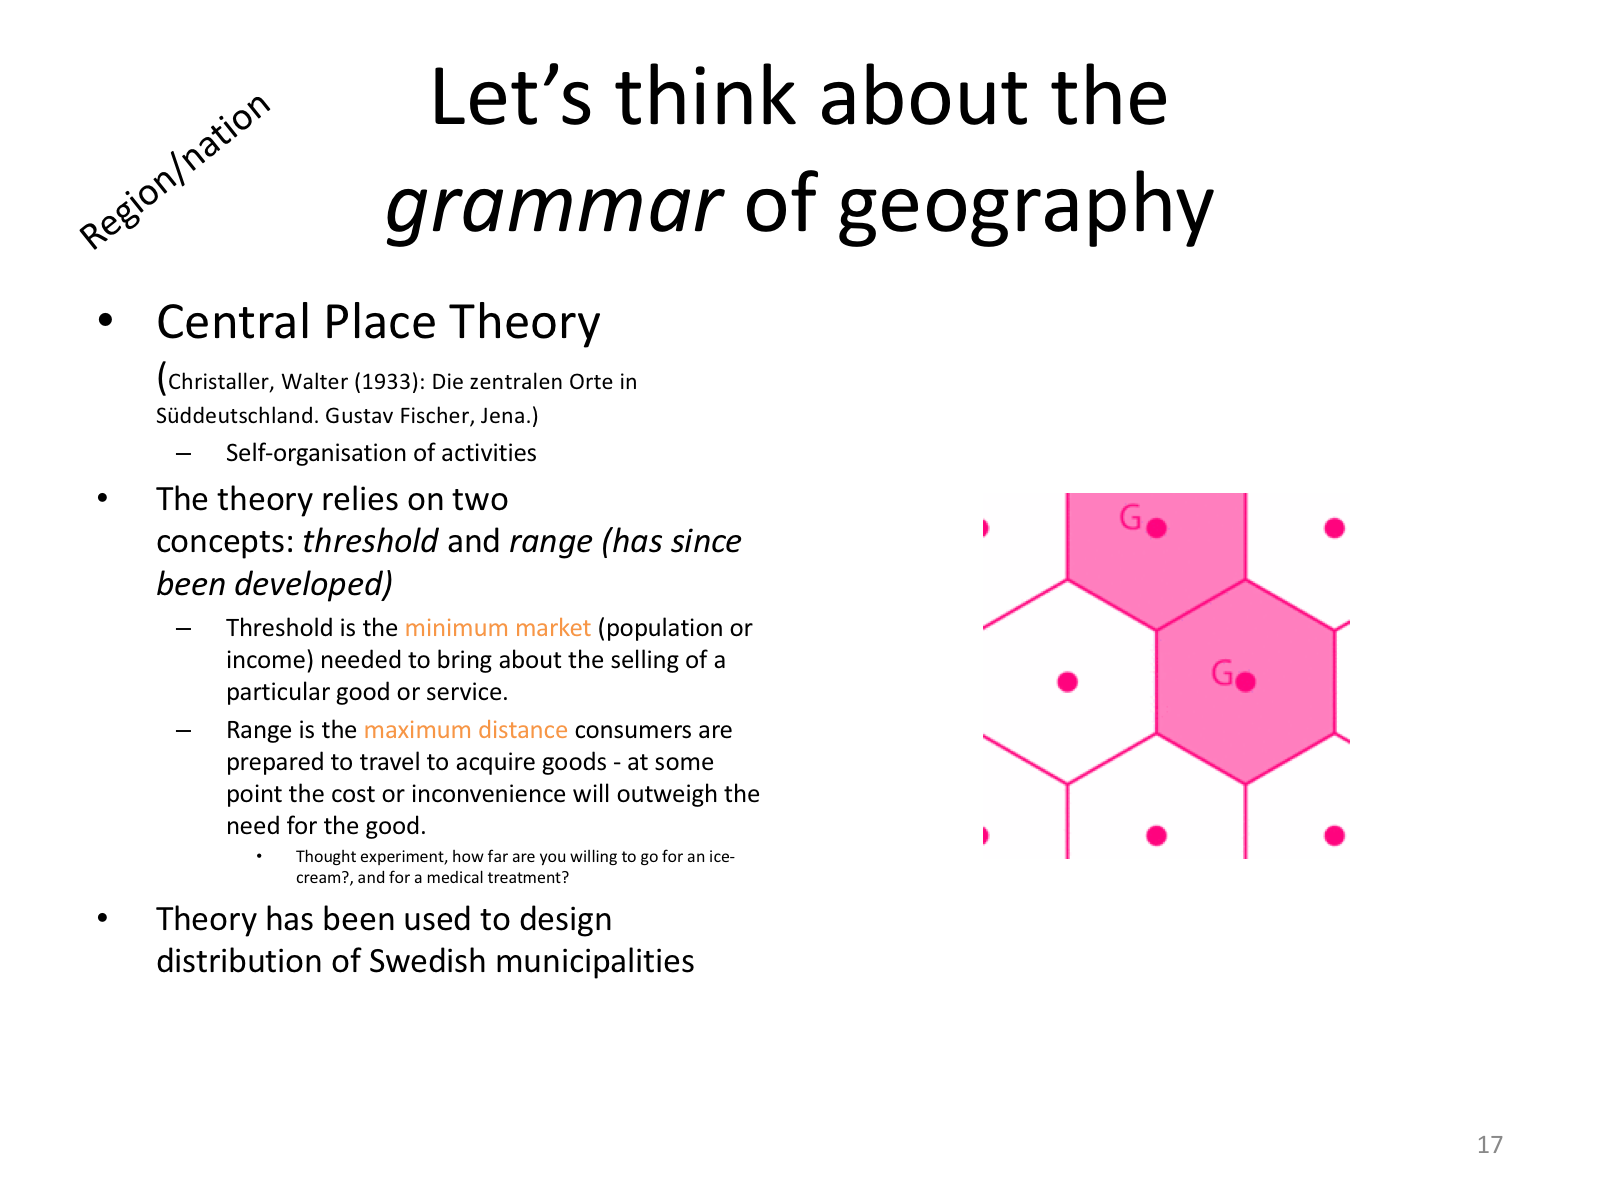 Region/nation
Let’s think about the
grammar of geography
• Central Place Theory
(Christaller, Walter (1933): Die zentralen Orte in
Süddeutschland. Gustav Fischer, Jena.)
– Self-organisation of activities
• The theory relies on two
concepts: threshold and range (has since
been developed)
– Threshold is the minimum market (population or
income) needed to bring about the selling of a
particular good or service.
– Range is the maximum distance consumers are
prepared to travel to acquire goods - at some
point the cost or inconvenience will outweigh the
need for the good.
• Thought experiment, how far are you willing to go for an ice-
cream?, and for a medical treatment?
• Theory has been used to design
distribution of Swedish municipalities
G
G
17